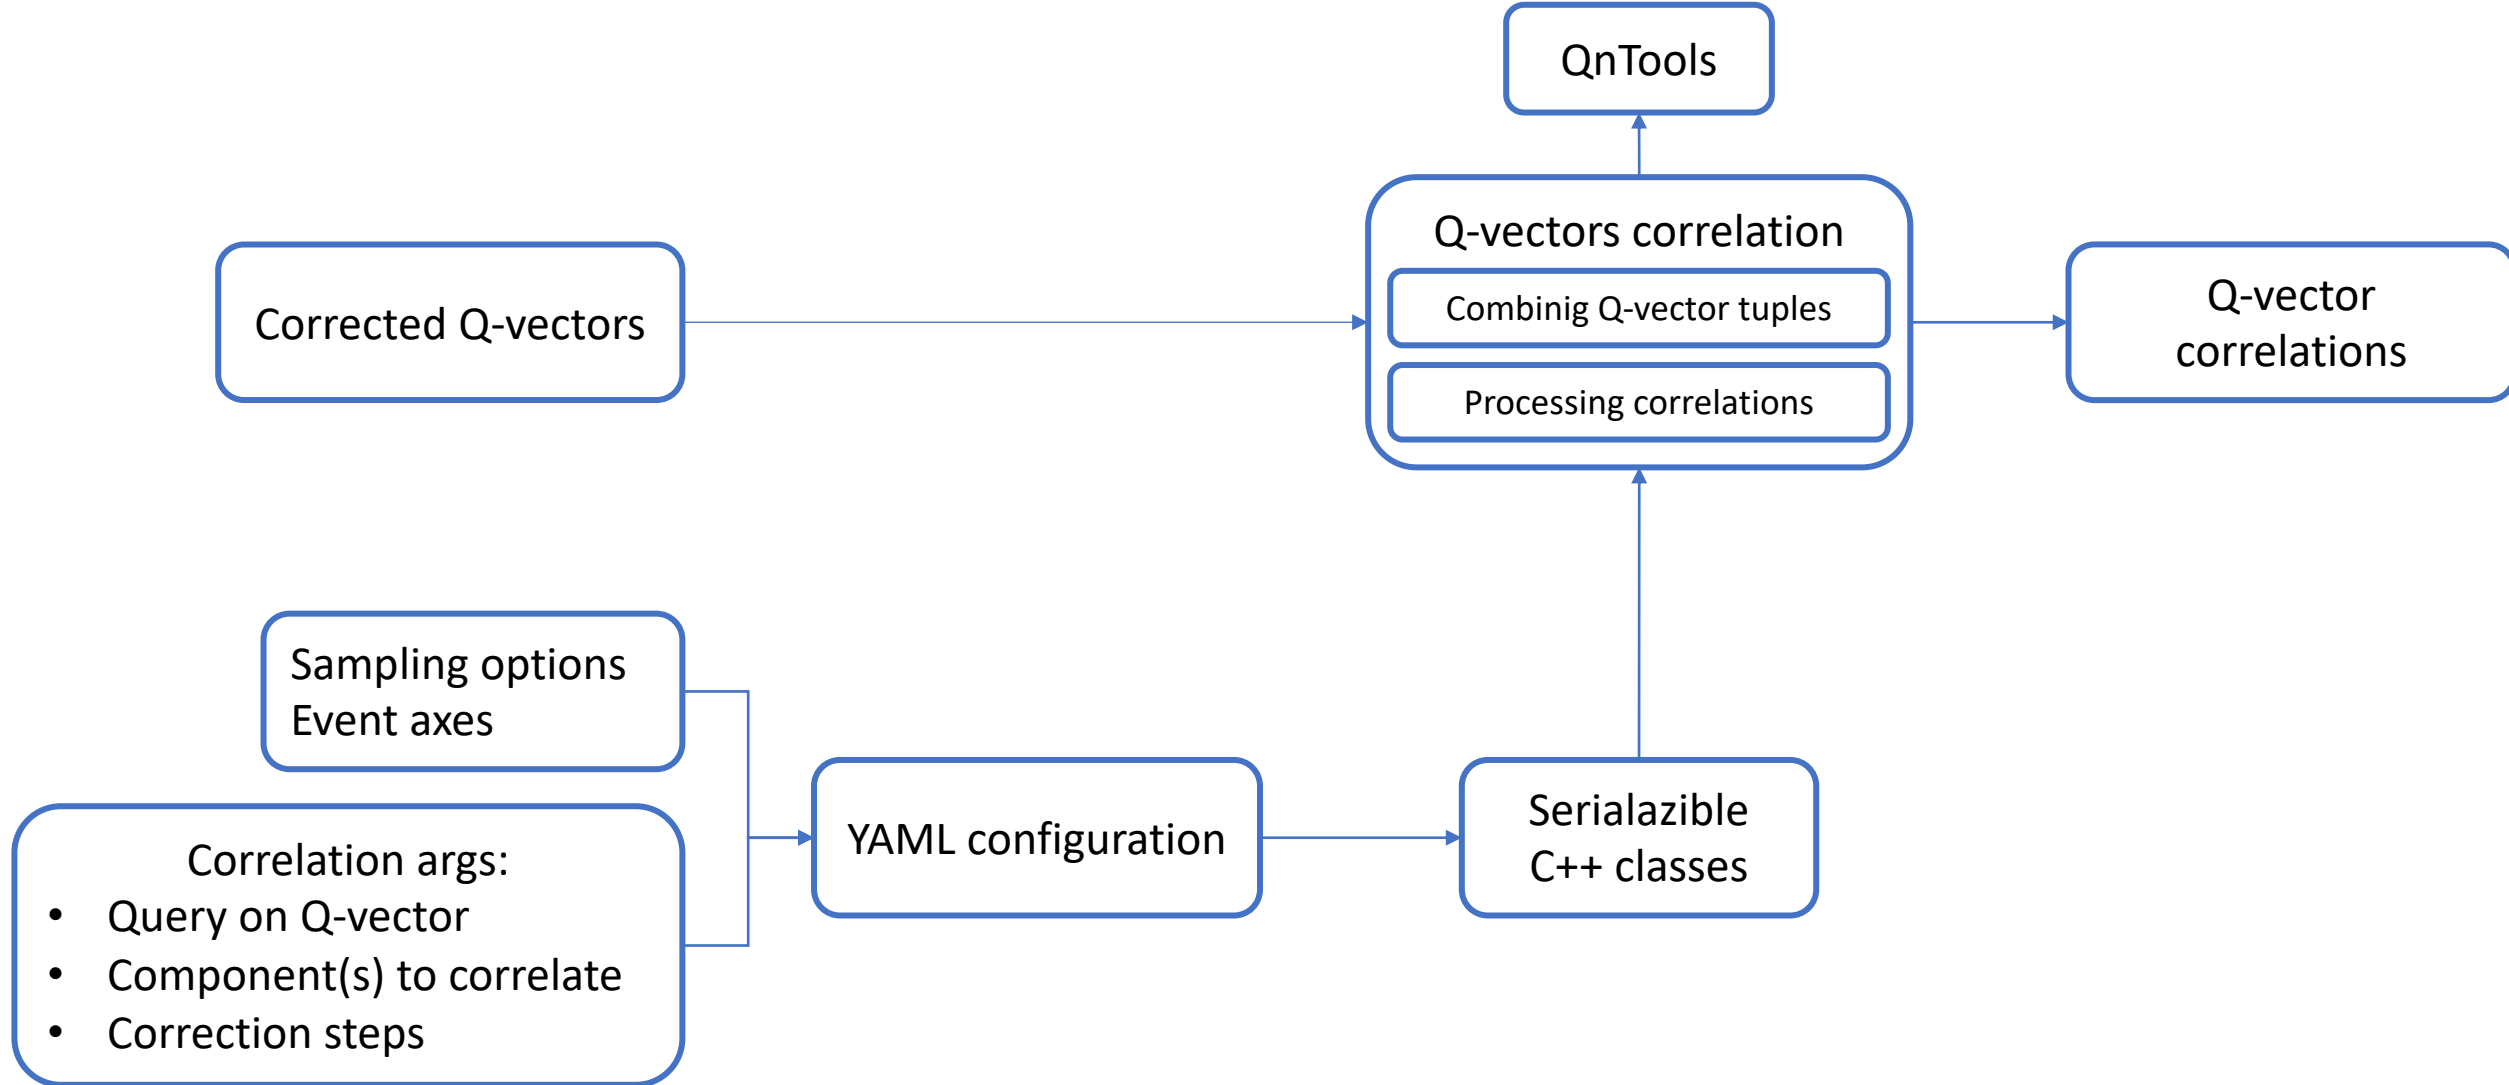 QnTools
Q-vectors correlation
Combinig Q-vector tuples
Processing correlations
Corrected Q-vectors
Q-vector
correlations
Sampling options
Event axes
Correlation args:
• Query on Q-vector
• Component(s) to correlate
• Correction steps
YAML configuration
Serialazible
C++ classes